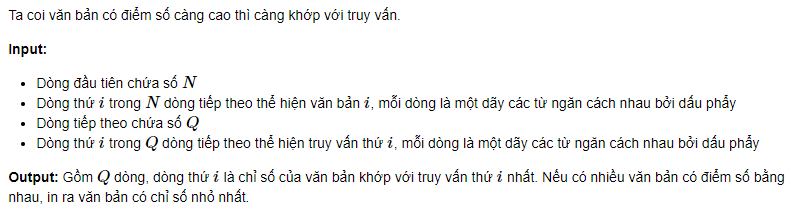 Ta coi văn bản có điểm số càng cao thì càng khớp với truy vấn.
Input:
• Dòng đầu tiên chứa số N
• Dòng thứ i trong N dòng tiếp theo thể hiện văn bản i, mỗi dòng là một dãy các từ ngăn cách nhau bởi dấu phẩy
• Dòng tiếp theo chứa số Q
• Dòng thứ i trong Q dòng tiếp theo thể hiện truy vấn thứ i, mỗi dòng là một dãy các từ ngăn cách nhau bởi dấu phẩy
Output: Gồm Q dòng, dòng thứ i là chỉ số của văn bản khớp với truy vấn thứ i nhất. Nếu có nhiều văn bản có điểm số bằng
nhau, in ra văn bản có chỉ số nhỏ nhất.